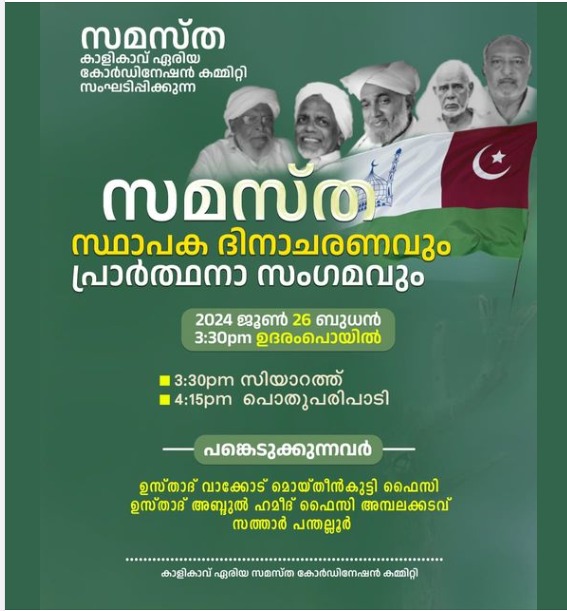 സമസ്ത
കാളികാവ് ഏരിയ
കോർഡിനേഷൻ കമ്മിറ്റി
സംഘടിപ്പിക്കുന്ന
സമസ്ത
സ്ഥാപക ദിനാചരണവും
പ്രാർത്ഥനാ സംഗമവും
2024 ജൂൺ 26 ബുധൻ
3:30pm ഉദരംപൊയിൽ
3:30pm സിയാറത്ത്
4:15pm പൊതുപരിപാടി
പങ്കെടുക്കുന്നവർ
ഉസ്താദ് വാക്കോട് മൊയ്തീൻകുട്ടി ഫൈസി
ഉസ്താദ് അബ്ദുൽ ഹമീദ് ഫൈസി അമ്പലക്കടവ്
സത്താർ പന്തല്ലൂർ
കാളികാവ് ഏരിയ സമസ്ത കോർഡിനേഷൻ കമ്മിറ്റി